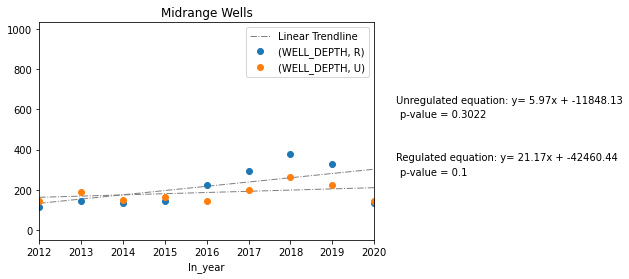 Midrange Wells
1000
800
600
400
200
0
Linear Trendline
(WELL_DEPTH, R)
(WELL_DEPTH, U)
2012 2013 2014 2015 2016 2017 2018 2019 2020
In_year
Unregulated equation: y= 5.97x + -11848.13
p-value = 0.3022
Regulated equation: y= 21.17x + -42460.44
p-value = 0.1